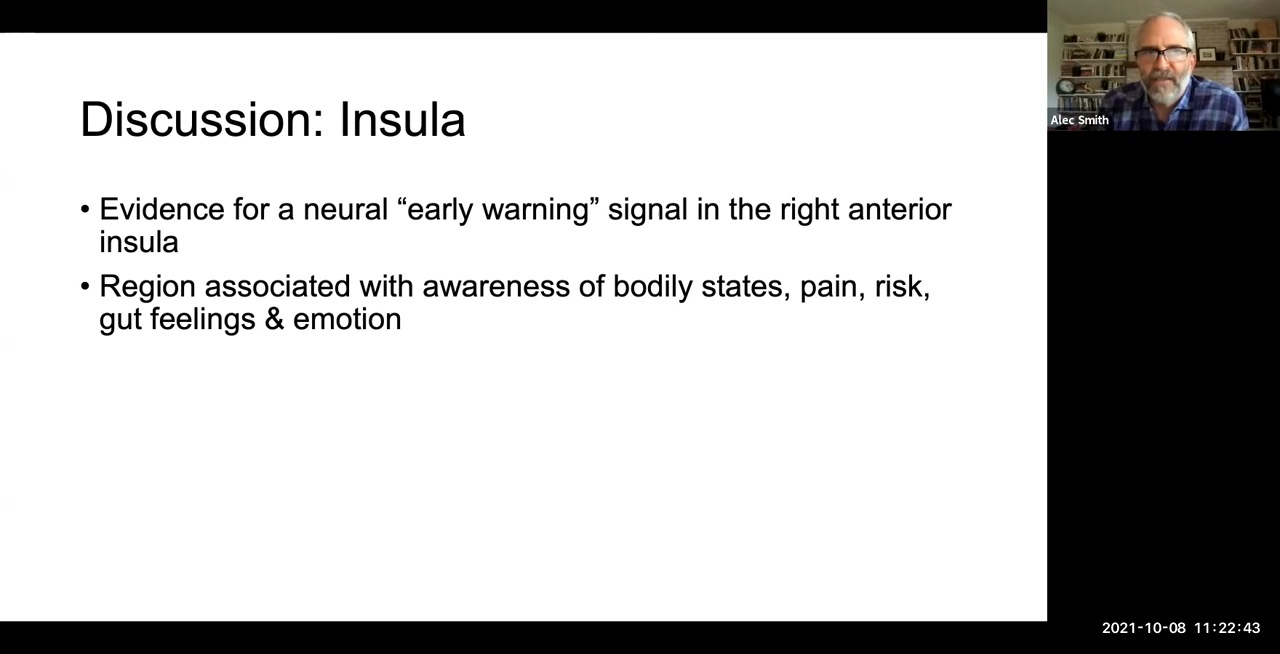 Discussion: Insula
• Evidence for a neural “early warning” signal in the right anterior
insula
• Region associated with awareness of bodily states, pain, risk,
gut feelings & emotion
Alec Smith
2021-10-08 11:22:43